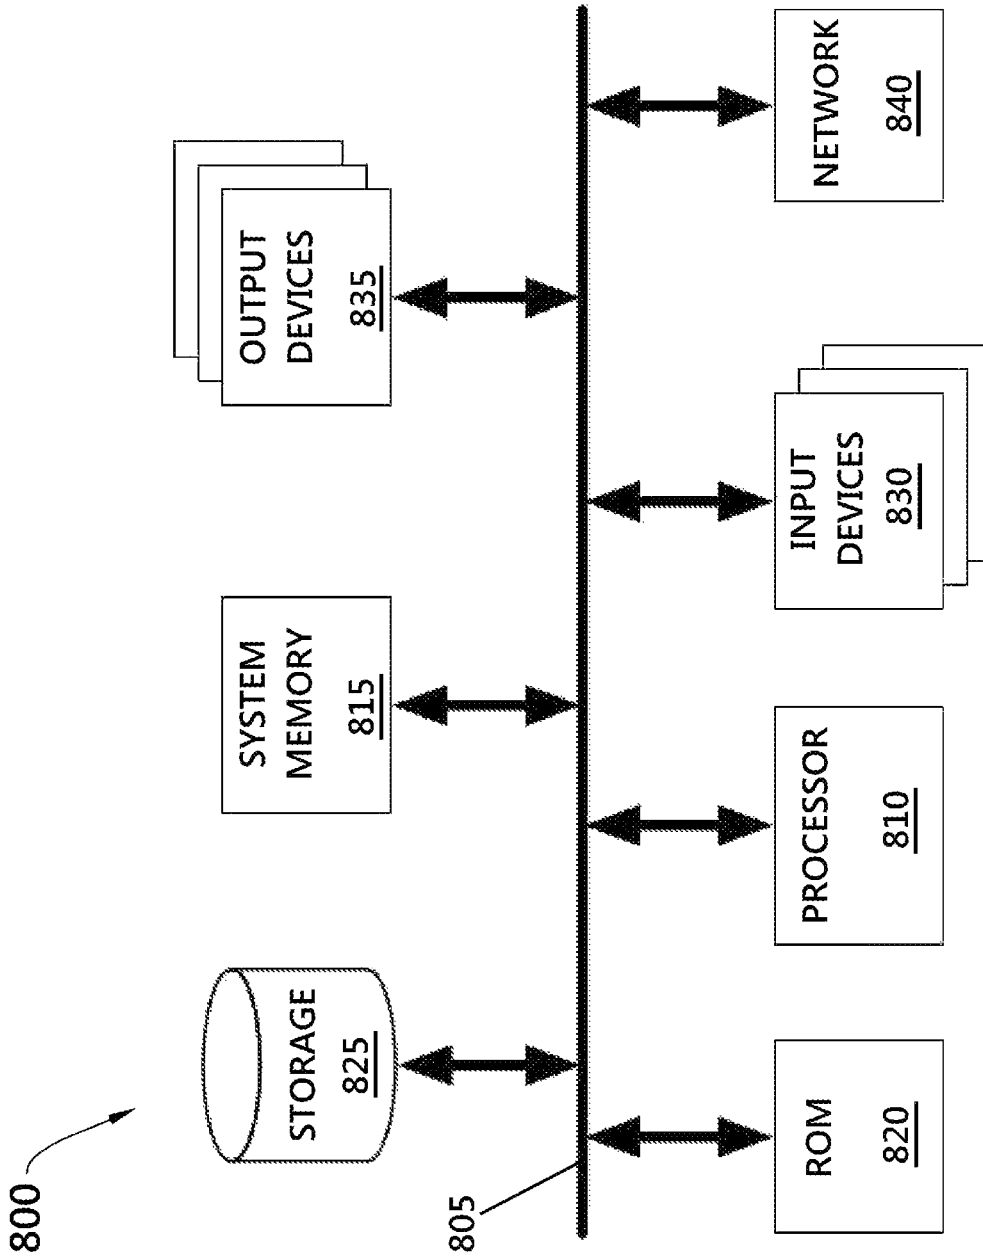 800
STORAGE
825
SYSTEM
MEMORY
815
OUTPUT
DEVICES
835
805
ROM
820
PROCESSOR
810
INPUT
DEVICES
830
NETWORK
840